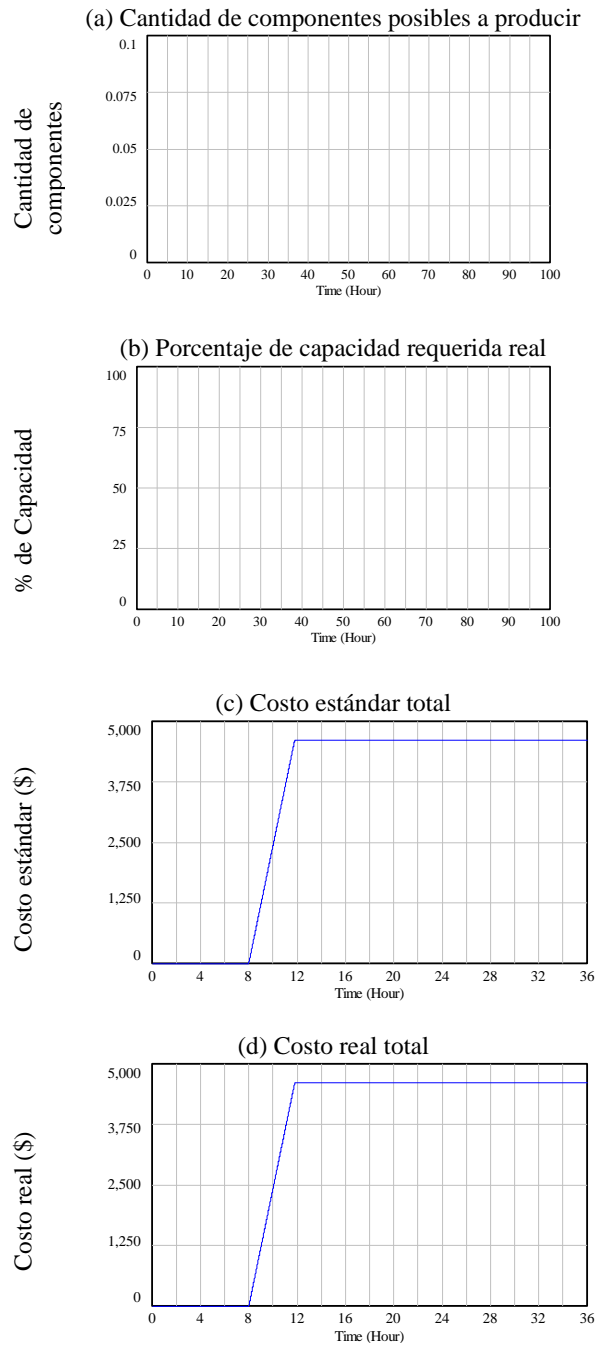 (a) Cantidad de componentes posibles a producir
Cantidad de
componentes
0.1
0.075
0.05
0.025
0
0 10 20 30 40 50 60 70 80 90 100
Time (Hour)
(b) Porcentaje de capacidad requerida real
% de Capacidad
100
75
50
25
0
0 10 20 30 40 50 60 70 80 90 100
Time (Hour)
(c) Costo estándar total
Costo estándar ($)
5,000
3,750
2,500
1,250
0
0 4 8 12 16 20 24 28 32 36
Time (Hour)
(d) Costo real total
Costo real ($)
5,000
3,750
2,500
1,250
0
0 4 8 12 16 20 24 28 32 36
Time (Hour)